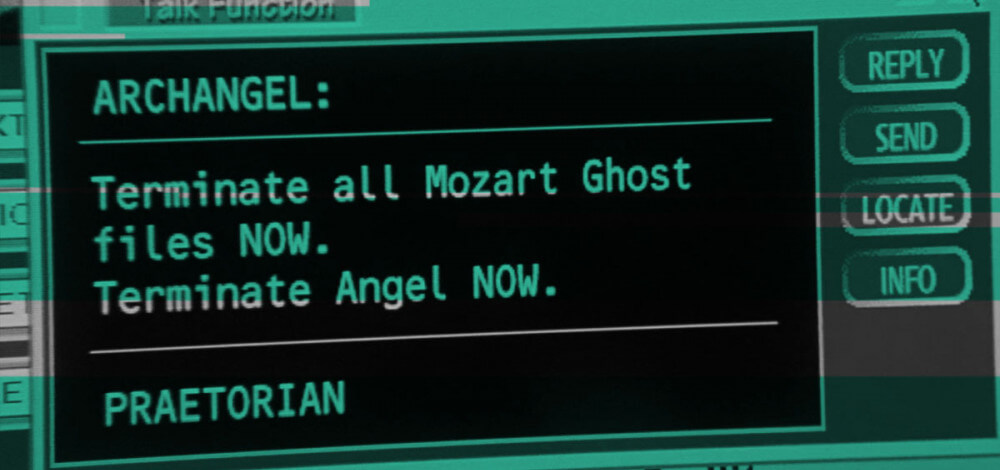 Talk Function
ARCHANGEL:
Terminate all Mozart Ghost
files NOW.
Terminate Angel NOW.
PRAETORIAN
REPLY
SEND
LOCATE
INFO